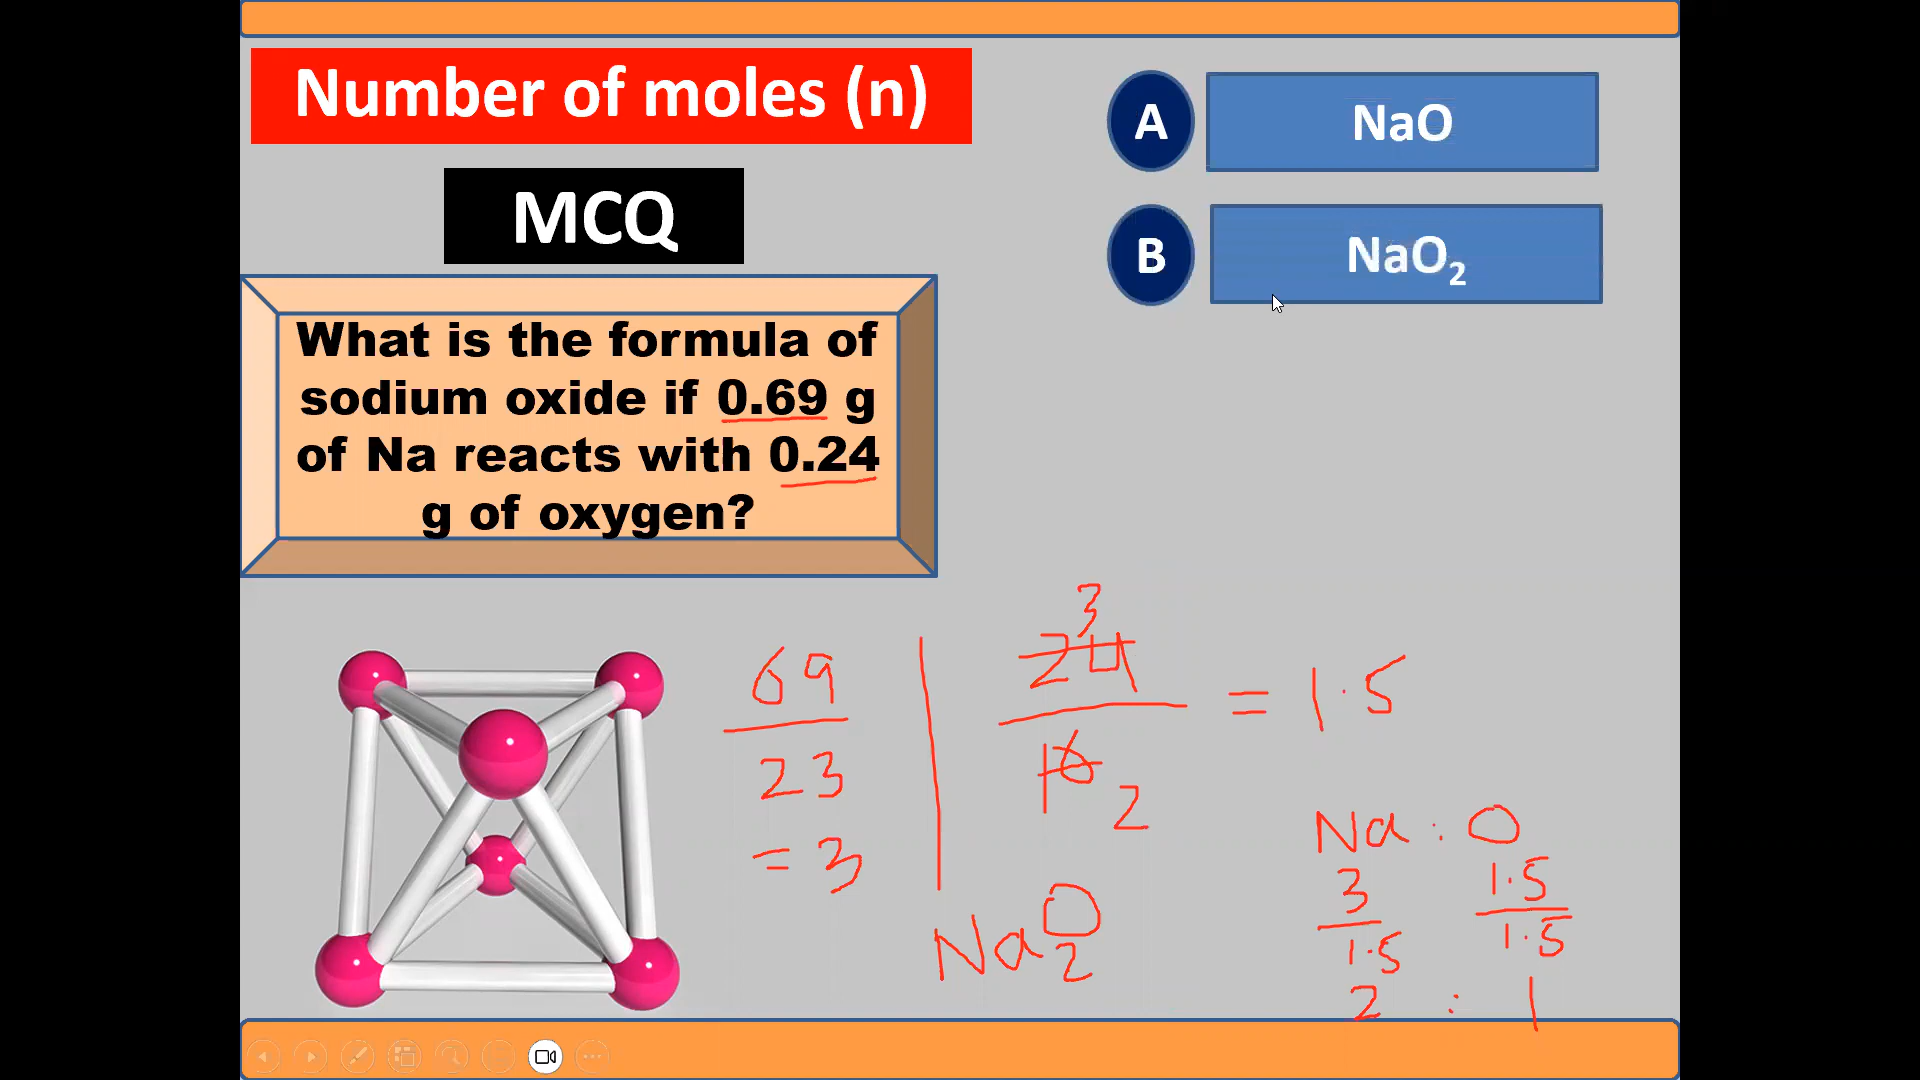 Number of moles (n)
MCQ
What is the formula of
sodium oxide if 0.69 g
of Na reacts with 0.24
g of oxygen?
A
NaO
B
NaO₂
69
23
= 3
3
24
16
2
= 1.5
Na₂O
Na : O
3 1.5
1.5 1.5
2 : 1